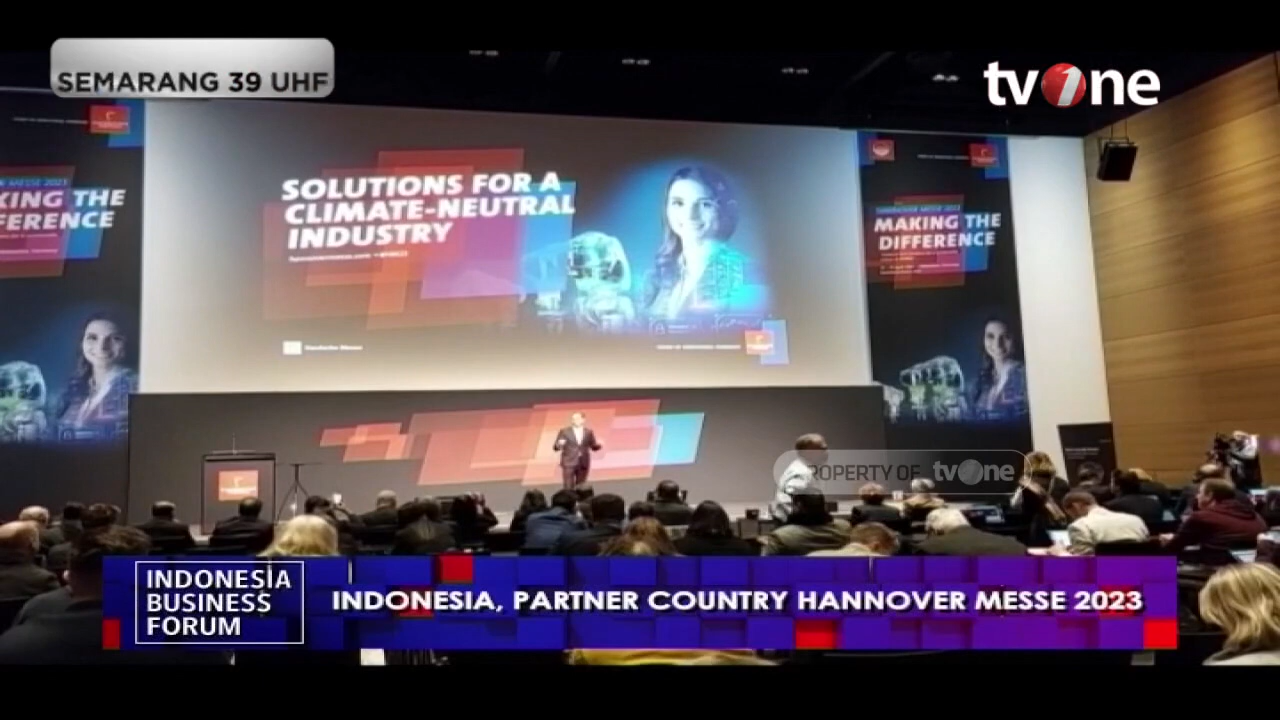 SEMARANG 39 UHF
tvOne
SOLUTIONS FOR A
CLIMATE-NEUTRAL
INDUSTRY
KING THE
FERENCE
MAKING THE
DIFFERENCE
PROPERTY OF tvOne
INDONESIA
BUSINESS
FORUM
INDONESIA, PARTNER COUNTRY HANNOVER MESSE 2023